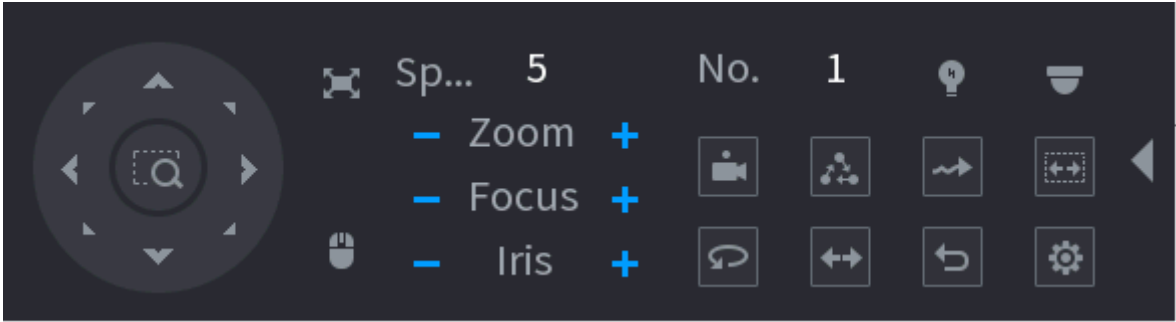 Sp... 5 No. 1
− Zoom +
− Focus +
− Iris +